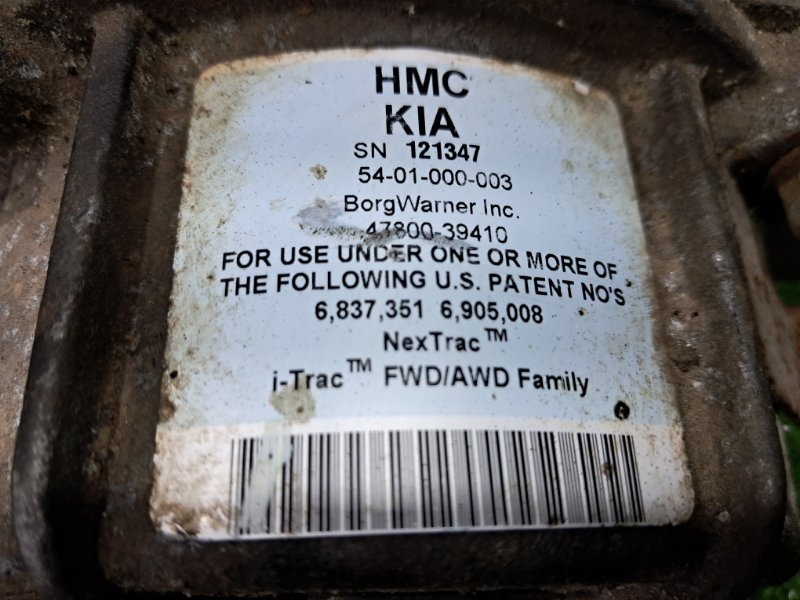 HMC
KIA
SN 121347
54-01-000-003
BorgWarner Inc.
47800-39410
FOR USE UNDER ONE OR MORE OF
THE FOLLOWING U.S. PATENT NO'S
6,837,351 6,905,008
NexTrac™
i-Trac™ FWD/AWD Family